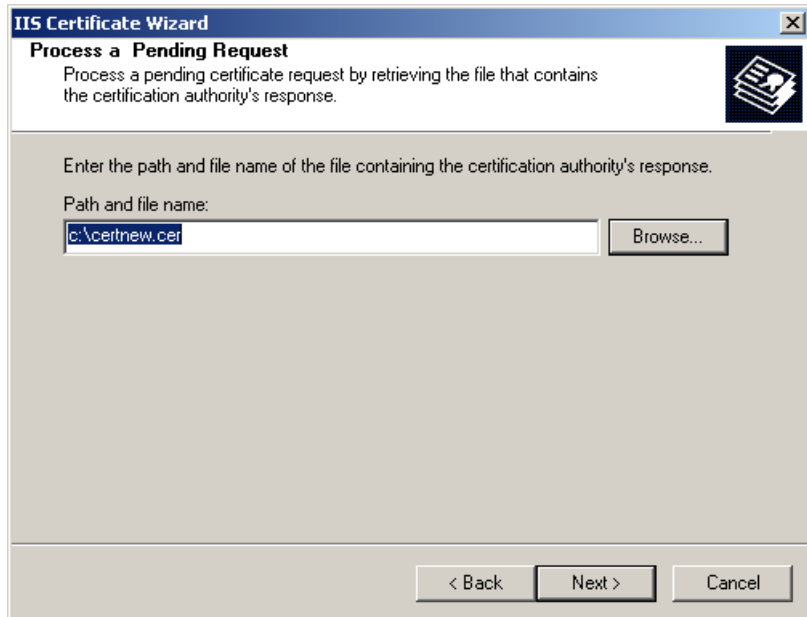 IIS Certificate Wizard
Process a  Pending Request
Process a pending certificate request by retrieving the file that contains
the certification authority's response.
Enter the path and file name of the file containing the certification authority's response.
Path and file name:
c:\certnew.cer
Browse...
< Back
Next >
Cancel